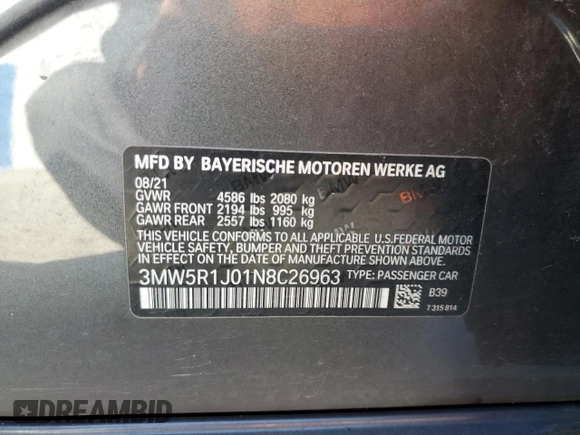 MFD BY BAYERISCHE MOTOREN WERKE AG
08/21
GVWR 4586 lbs 2080 kg
GAWR FRONT 2194 lbs 995 kg
GAWR REAR 2557 lbs 1160 kg
THIS VEHICLE CONFORMS TO ALL APPLICABLE U.S.FEDERAL MOTOR
VEHICLE SAFETY, BUMPER AND THEFT PREVENTION STANDARDS
IN EFFECT ON THE DATE OF MANUFACTURE SHOWN ABOVE.
3MW5R1J01N8C26963 TYPE: PASSENGER CAR
B39
7 315 814
DREAMBID